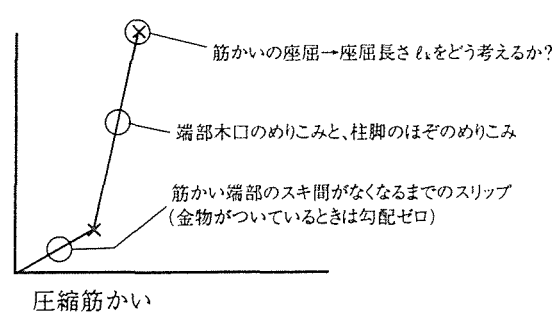 筋かいの座屈→座屈長さℓkをどう考えるか?
端部木口のめりこみと、柱脚のほぞのめりこみ
筋かい端部のスキ間がなくなるまでのスリップ
(金物がついているときは勾配ゼロ)
圧縮筋かい